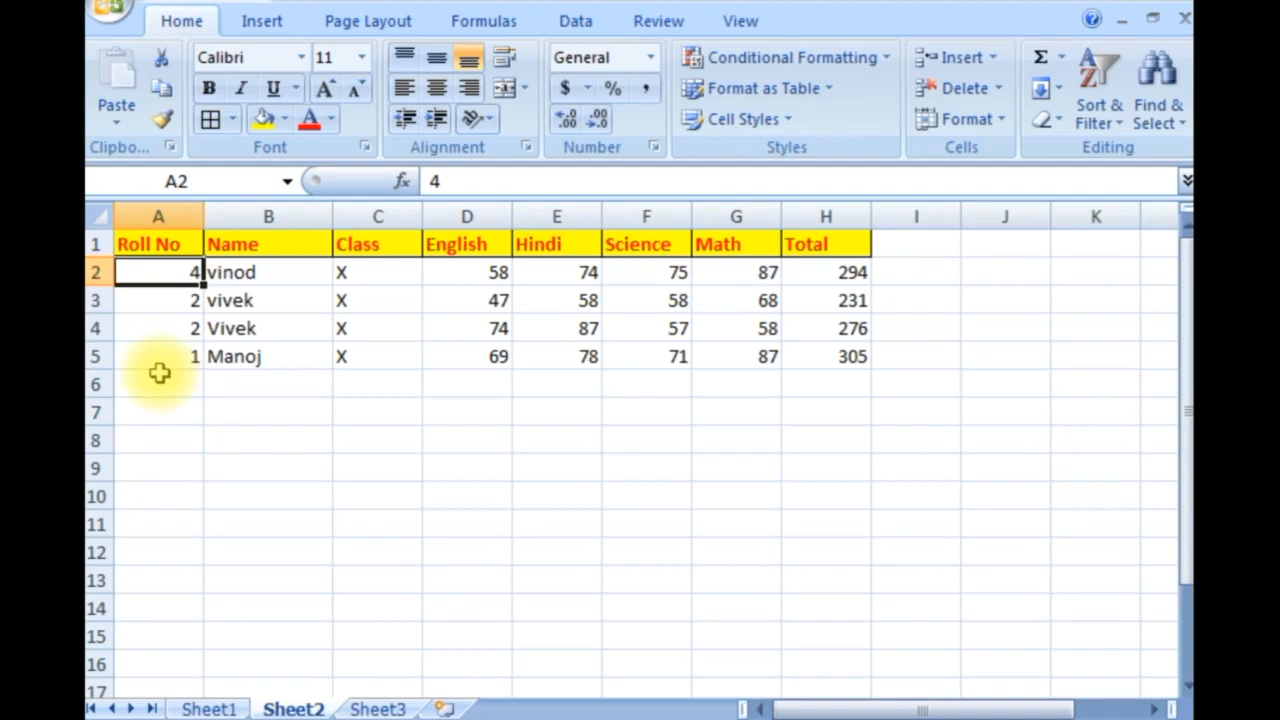 Home Insert Page Layout Formulas Data Review View
Calibri 11 General Conditional Formatting Insert Σ
Paste B I U A A $ % , Format as Table Delete Sort & Find &
A .00 .0 Cell Styles Format Filter Select
Clipbo... Font Alignment Number Styles Cells Editing
A2 fx 4
A B C D E F G H I J K
1 Roll No Name Class English Hindi Science Math Total
2 4 vinod X 58 74 75 87 294
3 2 vivek X 47 58 58 68 231
4 2 Vivek X 74 87 57 58 276
5 1 Manoj X 69 78 71 87 305
6
7
8
9
10
11
12
13
14
15
16
17
Sheet1 Sheet2 Sheet3